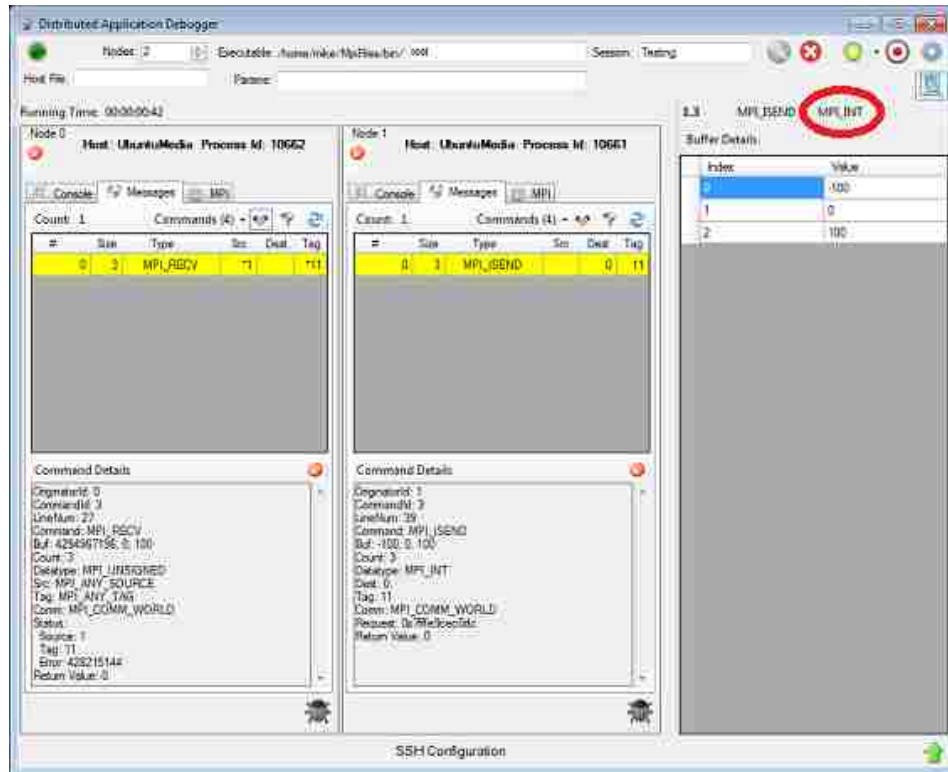 Distributed Application Debugger
Nodes: 2 Executable: /home/mike/MpiFiles/bin/ Session: Testing
Host File: Params:
Running Time: 00:00:00:42
1.3 MPI_ISEND MPI_INT
Buffer Details
Index Value
0 -100
1 0
2 100
Node 0
Host: UbuntuMedia Process Id: 10662
Console Messages MPI
Count: 1 Commands (4)
# Size Type Src Dest Tag
0 3 MPI_RECV *1 *11
Command Details
OriginatorId: 0
CommandId: 3
LineNum: 27
Command: MPI_RECV
Buf: 4294967196, 0, 100
Count: 3
Datatype: MPI_UNSIGNED
Src: MPI_ANY_SOURCE
Tag: MPI_ANY_TAG
Comm: MPI_COMM_WORLD
Status:
Source: 1
Tag: 11
Error: 428215144
Return Value: 0
Node 1
Host: UbuntuMedia Process Id: 10661
Console Messages MPI
Count: 1 Commands (4)
# Size Type Src Dest Tag
0 3 MPI_ISEND 0 11
Command Details
OriginatorId: 1
CommandId: 3
LineNum: 39
Command: MPI_ISEND
Buf: -100, 0, 100
Count: 3
Datatype: MPI_INT
Dest: 0
Tag: 11
Comm: MPI_COMM_WORLD
Request:
Return Value: 0
SSH Configuration